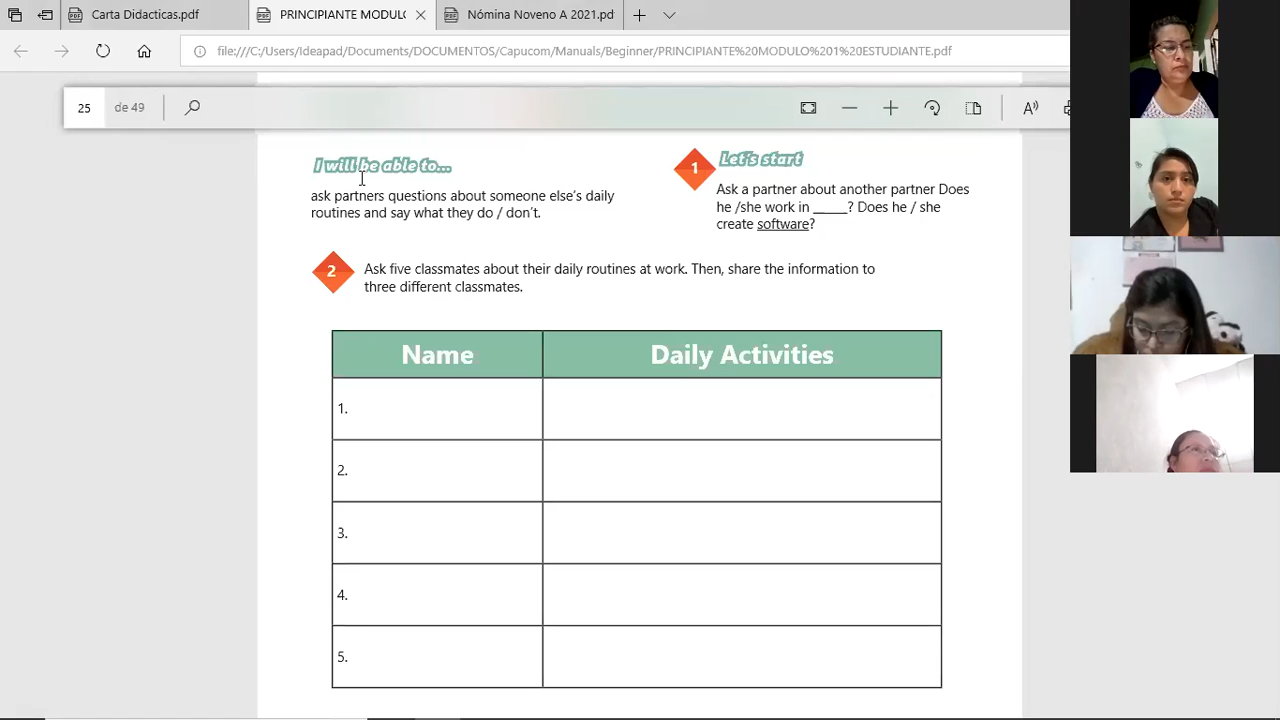 Carta Didacticas.pdf
PRINCIPIANTE MODULO
Nómina Noveno A 2021.pd
file:///C:/Users/Ideapad/Documents/DOCUMENTOS/Capucom/Manuals/Beginner/PRINCIPIANTE%20MODULO%201%20ESTUDIANTE.pdf
25 de 49
I will be able to...
ask partners questions about someone else's daily
routines and say what they do / don't.
1 Let's start
Ask a partner about another partner Does
he /she work in _____? Does he / she
create software?
2 Ask five classmates about their daily routines at work. Then, share the information to
three different classmates.
Name Daily Activities
1.
2.
3.
4.
5.